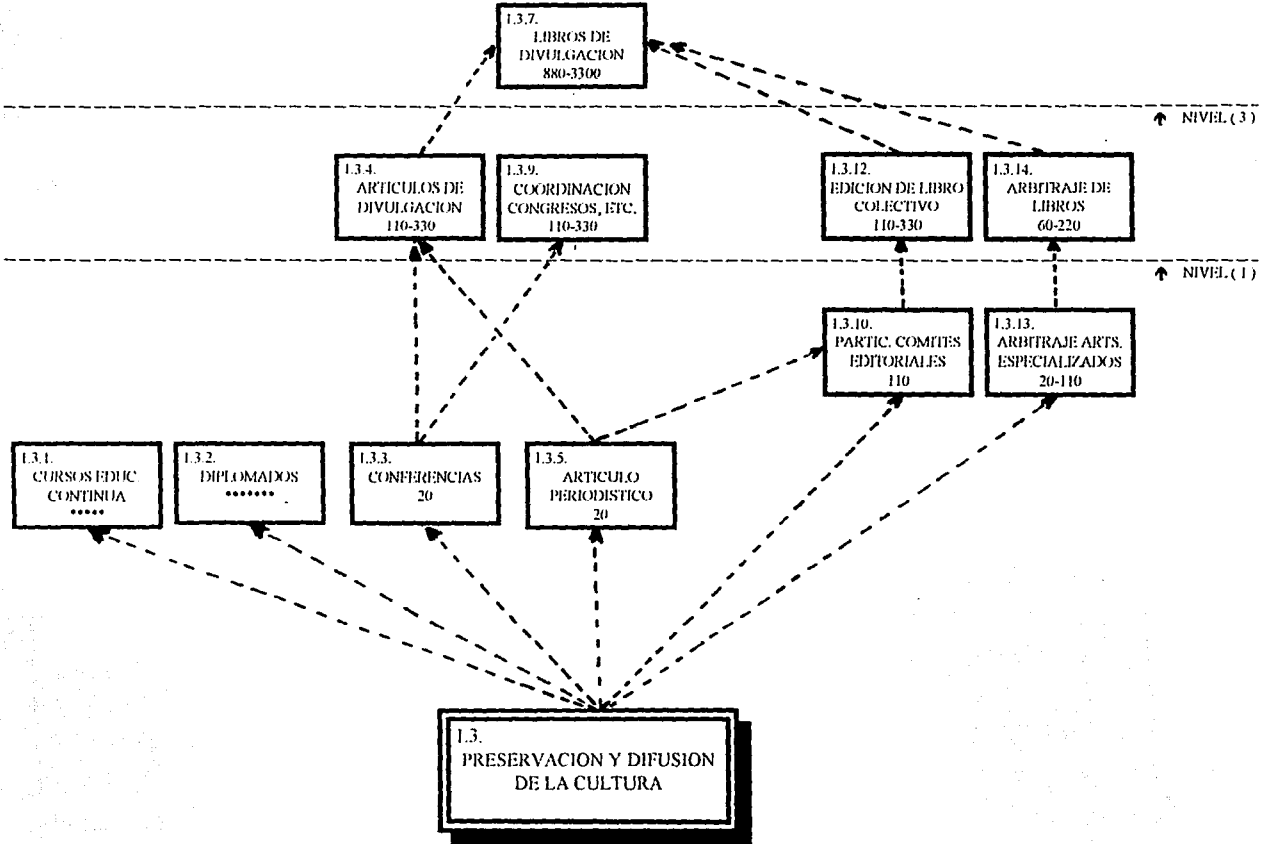 1.3.7.
LIBROS DE
DIVULGACION
880-3300
↑ NIVEL ( 3 )
1.3.4.
ARTICULOS DE
DIVULGACION
110-330
1.3.9.
COORDINACION
CONGRESOS, ETC.
110-330
1.3.12.
EDICION DE LIBRO
COLECTIVO
110-330
1.3.14.
ARBITRAJE DE
LIBROS
60-220
↑ NIVEL ( 1 )
1.3.10.
PARTIC. COMITES
EDITORIALES
110
1.3.13.
ARBITRAJE ARTS.
ESPECIALIZADOS
20-110
1.3.1.
CURSOS EDUC.
CONTINUA
*****
1.3.2.
DIPLOMADOS
*******
1.3.3.
CONFERENCIAS
20
1.3.5.
ARTICULO
PERIODISTICO
20
1.3.
PRESERVACION Y DIFUSION
DE LA CULTURA